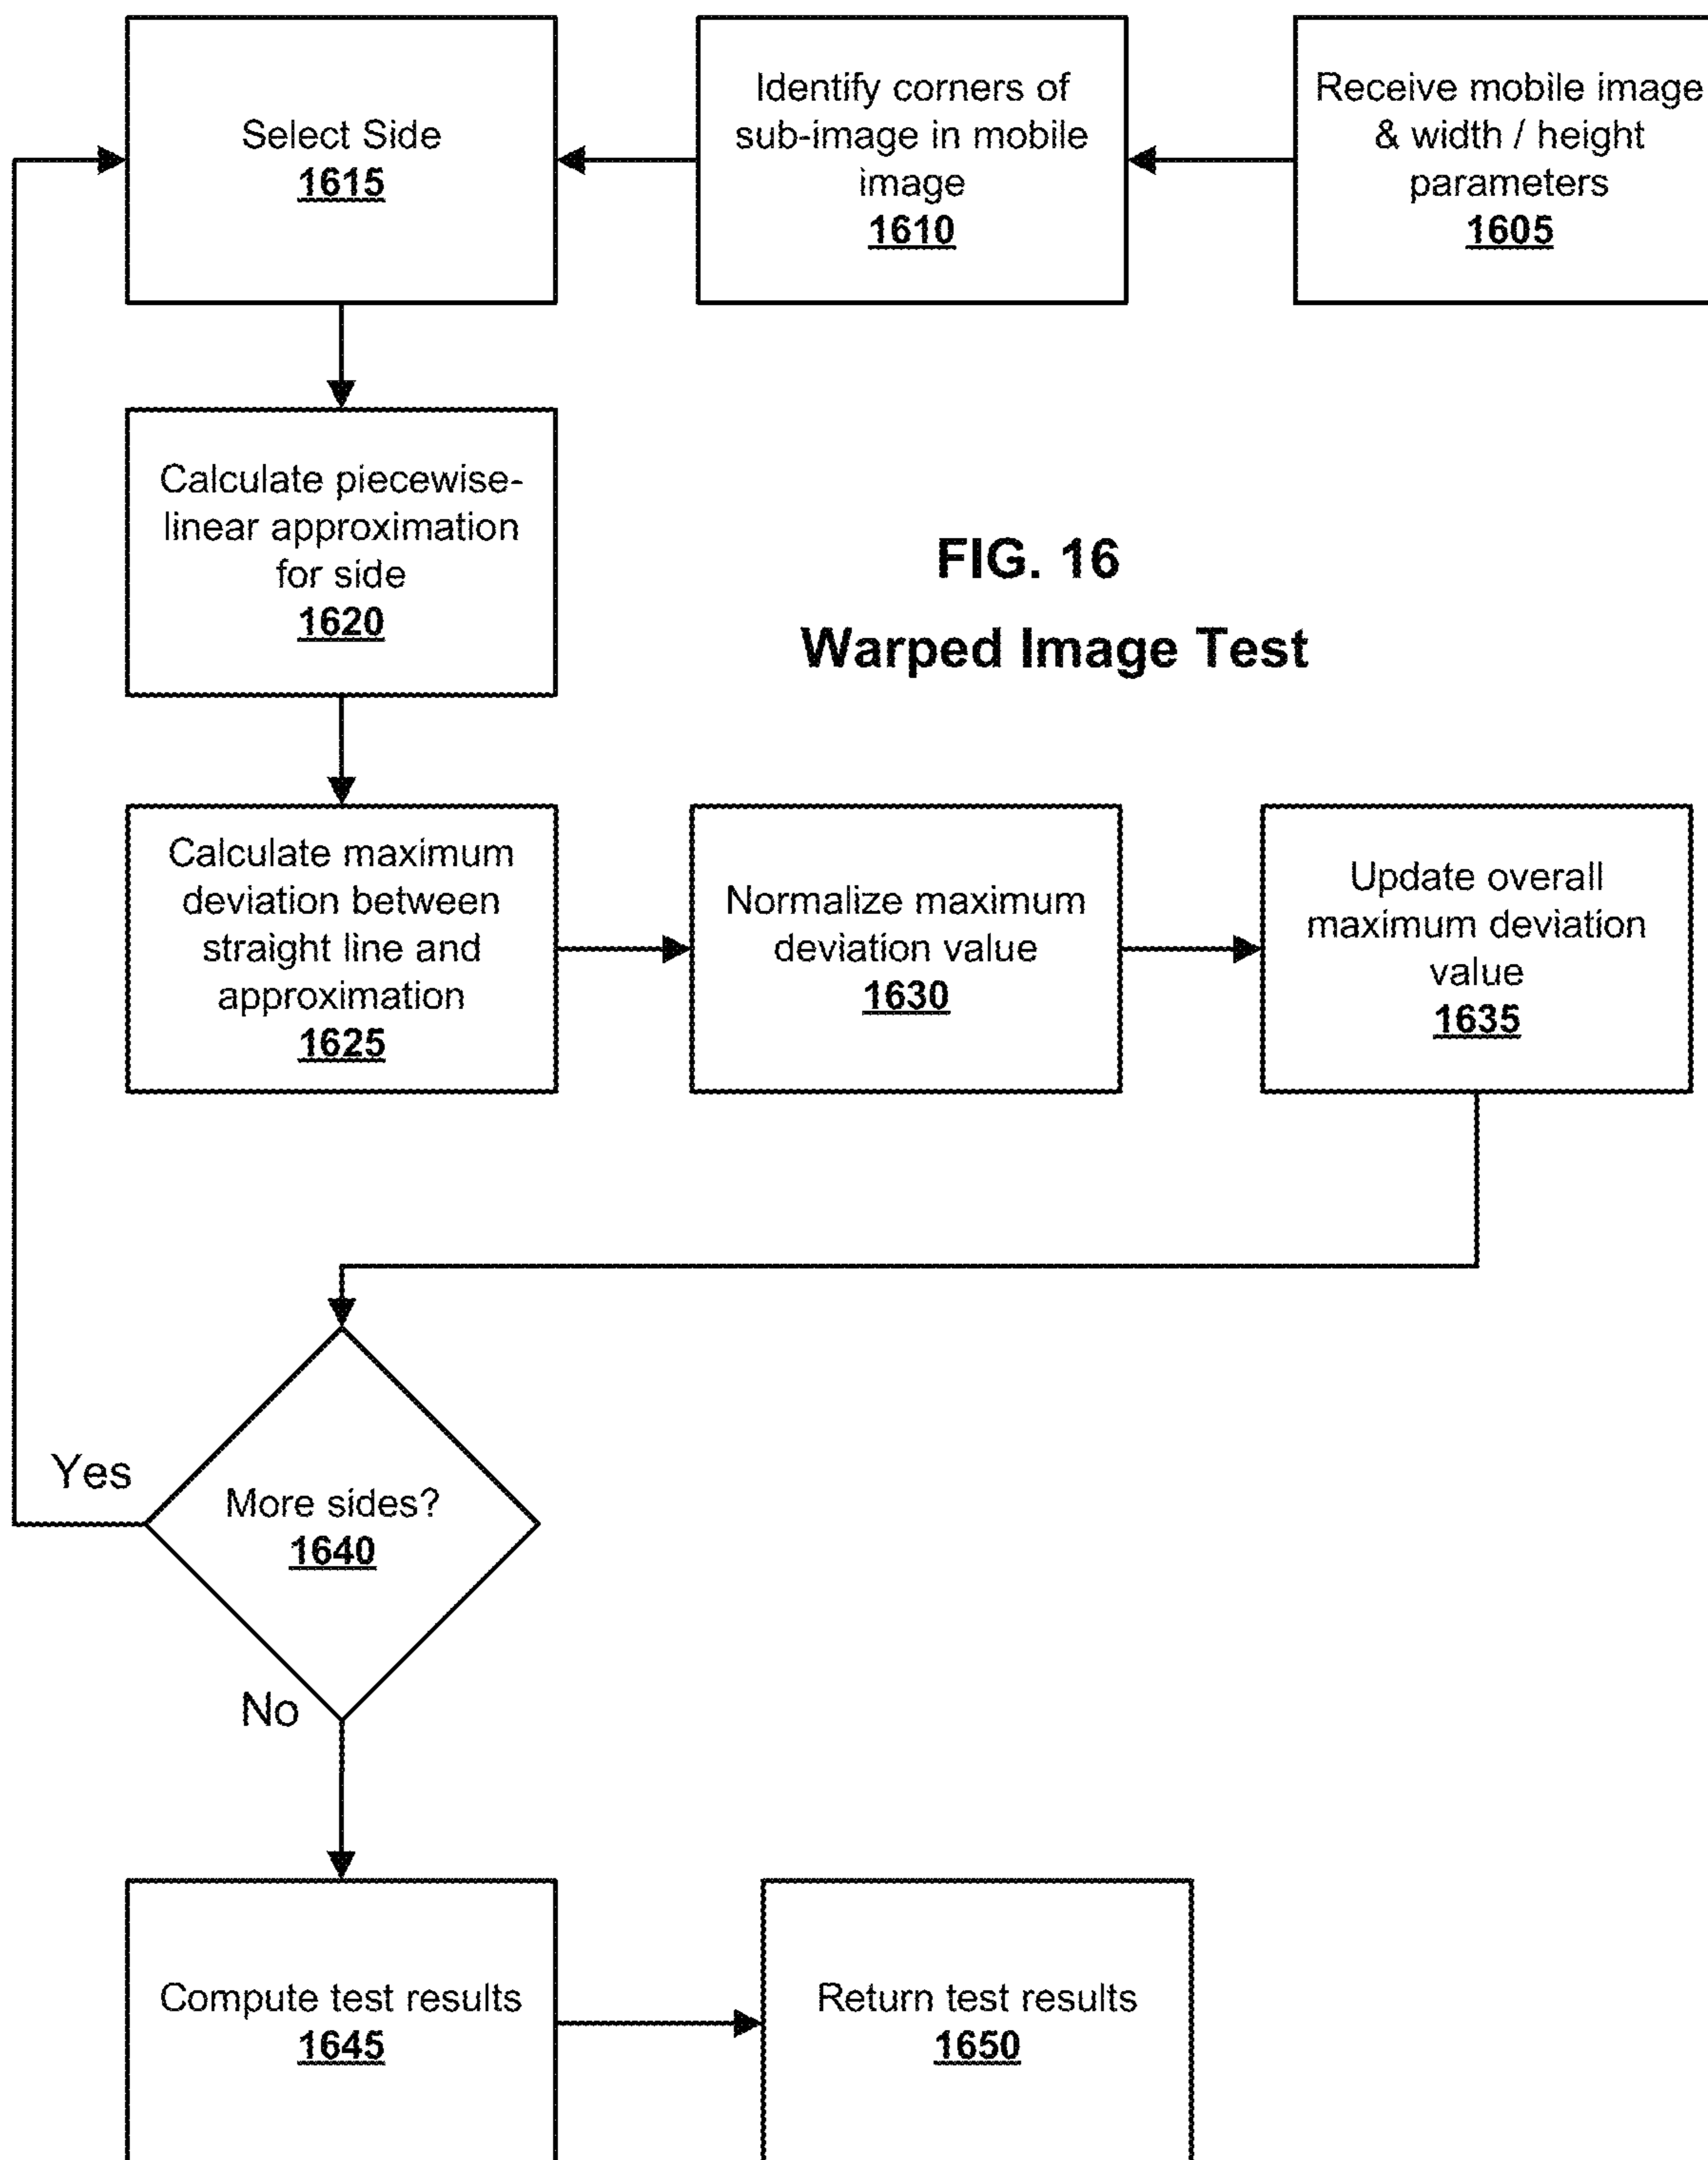 Receive mobile image
& width / height
parameters
1605
Identify corners of
sub-image in mobile
image
1610
Select Side
1615
Calculate piecewise-
linear approximation
for side
1620
FIG. 16
Warped Image Test
Calculate maximum
deviation between
straight line and
approximation
1625
Normalize maximum
deviation value
1630
Update overall
maximum deviation
value
1635
More sides?
1640
Yes
No
Compute test results
1645
Return test results
1650